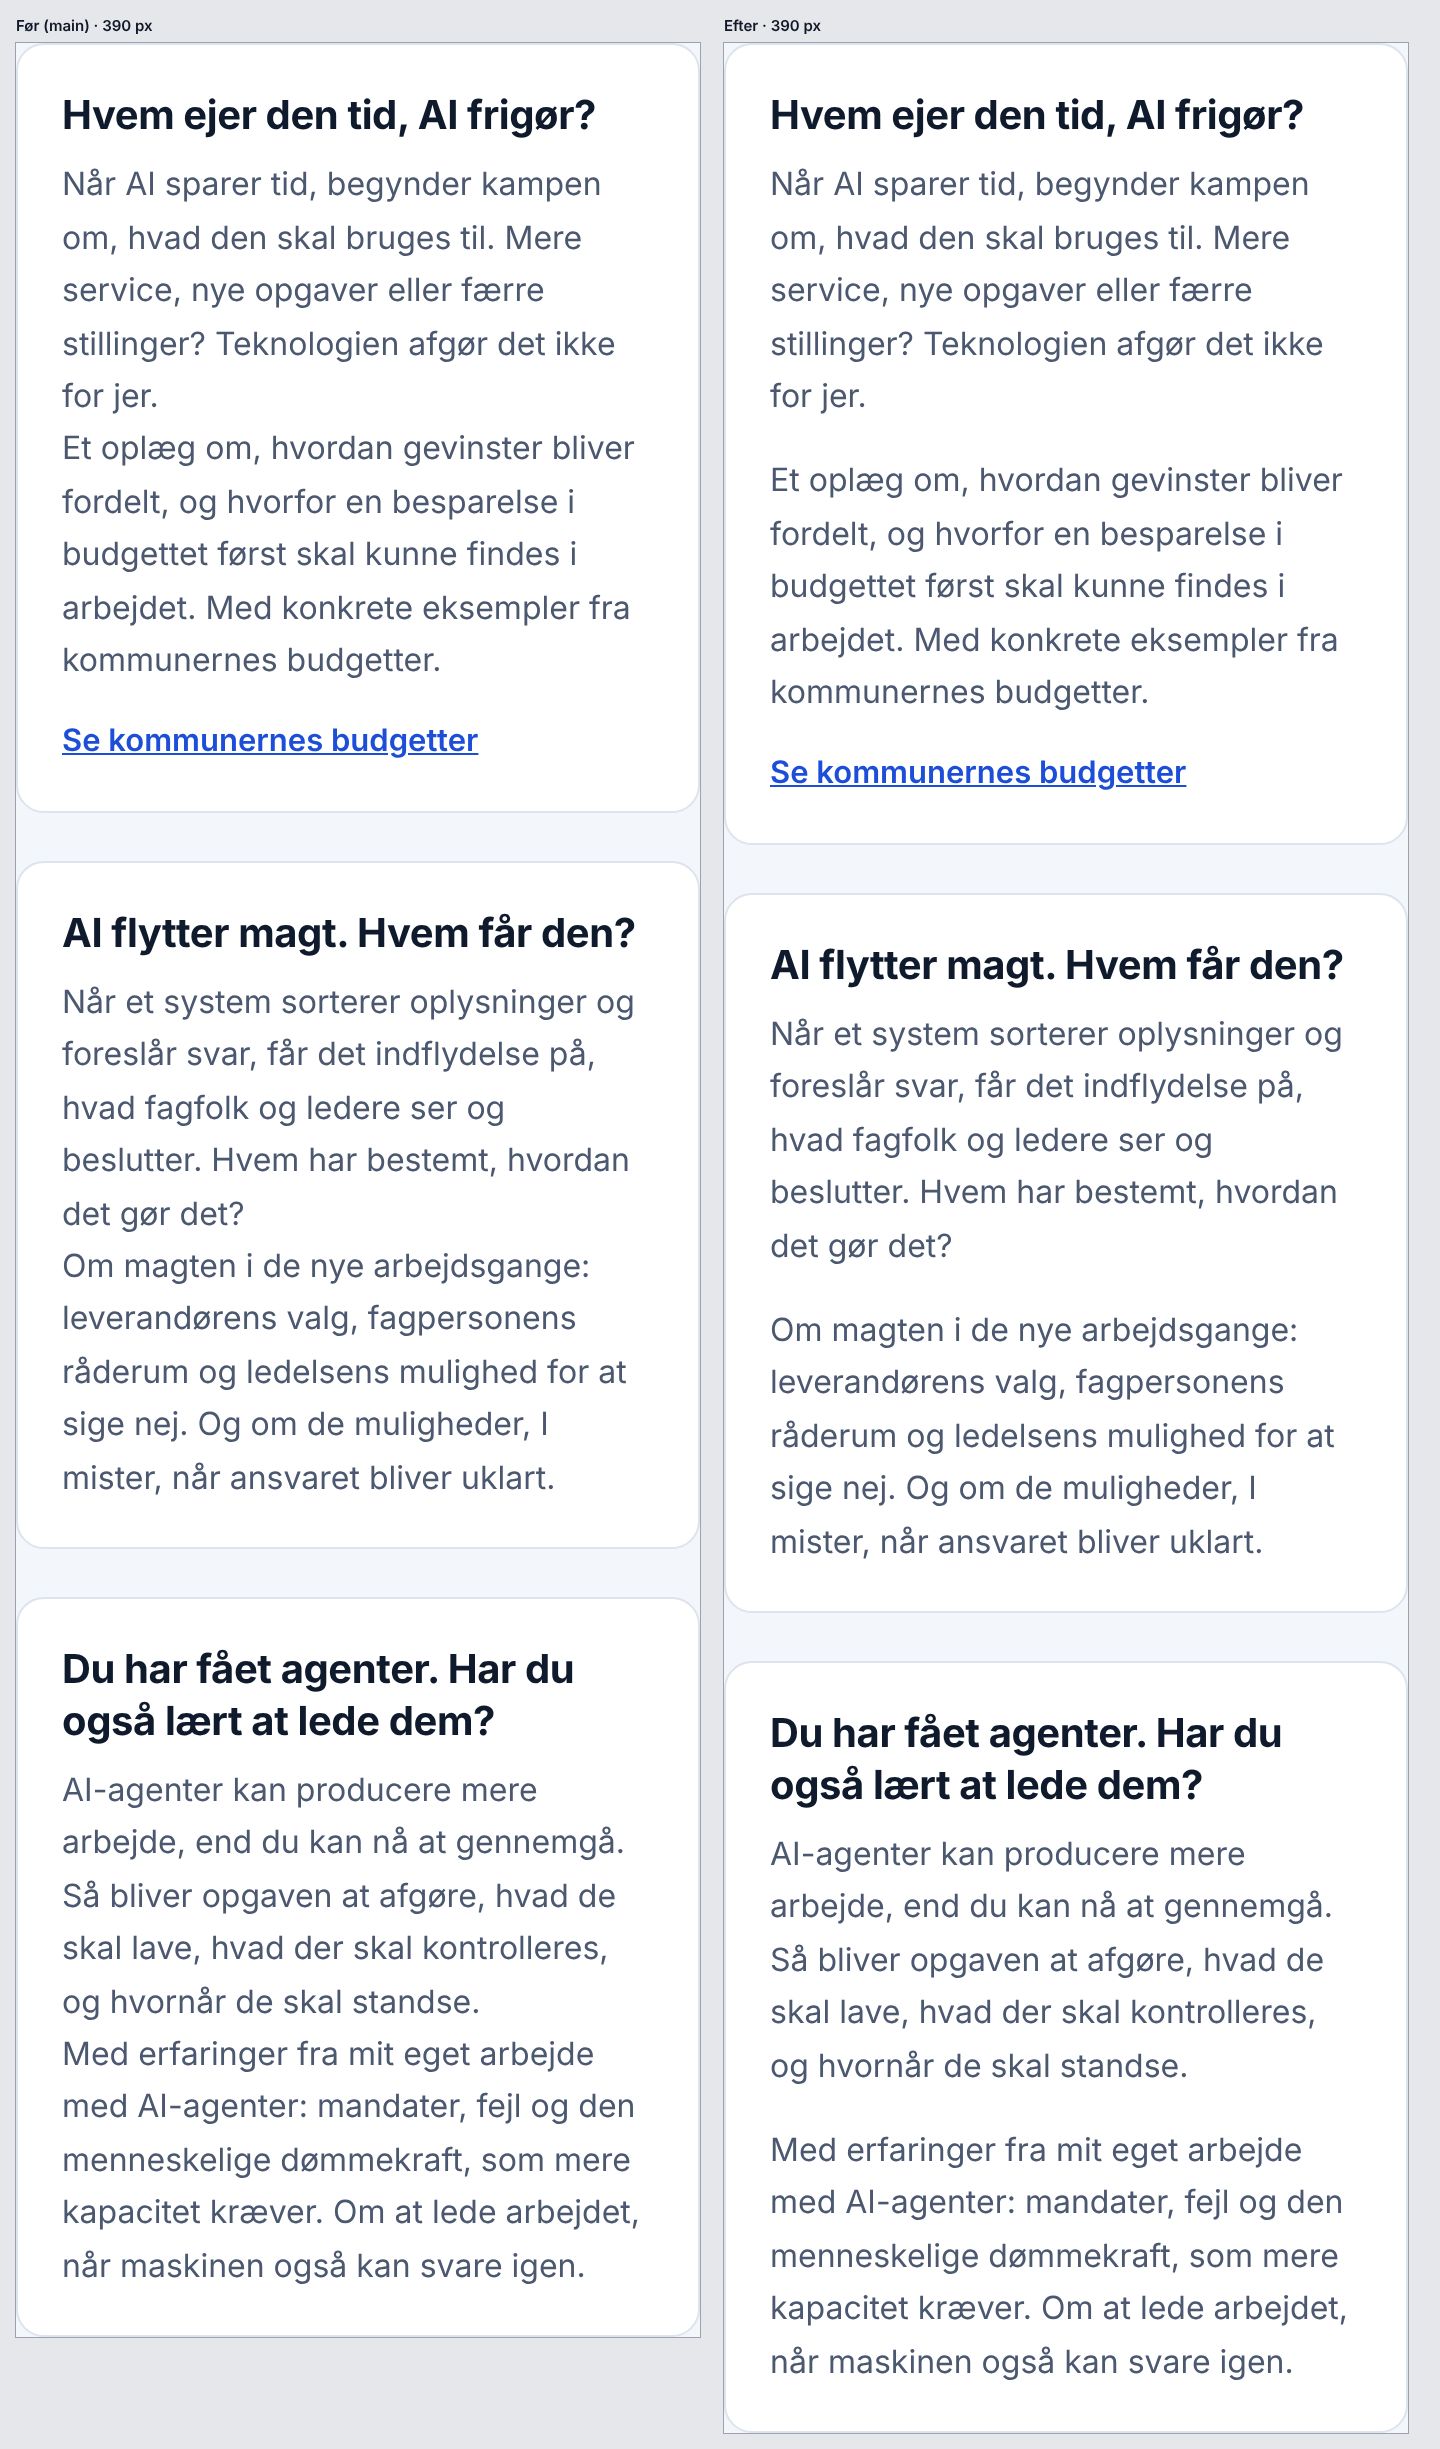 Før (main) · 390 px
Hvem ejer den tid, AI frigør?
Når AI sparer tid, begynder kampen
om, hvad den skal bruges til. Mere
service, nye opgaver eller færre
stillinger? Teknologien afgør det ikke
for jer.
Et oplæg om, hvordan gevinster bliver
fordelt, og hvorfor en besparelse i
budgettet først skal kunne findes i
arbejdet. Med konkrete eksempler fra
kommunernes budgetter.
Se kommunernes budgetter
AI flytter magt. Hvem får den?
Når et system sorterer oplysninger og
foreslår svar, får det indflydelse på,
hvad fagfolk og ledere ser og
beslutter. Hvem har bestemt, hvordan
det gør det?
Om magten i de nye arbejdsgange:
leverandørens valg, fagpersonens
råderum og ledelsens mulighed for at
sige nej. Og om de muligheder, I
mister, når ansvaret bliver uklart.
Du har fået agenter. Har du
også lært at lede dem?
AI-agenter kan producere mere
arbejde, end du kan nå at gennemgå.
Så bliver opgaven at afgøre, hvad de
skal lave, hvad der skal kontrolleres,
og hvornår de skal standse.
Med erfaringer fra mit eget arbejde
med AI-agenter: mandater, fejl og den
menneskelige dømmekraft, som mere
kapacitet kræver. Om at lede arbejdet,
når maskinen også kan svare igen.
Efter · 390 px
Hvem ejer den tid, AI frigør?
Når AI sparer tid, begynder kampen
om, hvad den skal bruges til. Mere
service, nye opgaver eller færre
stillinger? Teknologien afgør det ikke
for jer.
Et oplæg om, hvordan gevinster bliver
fordelt, og hvorfor en besparelse i
budgettet først skal kunne findes i
arbejdet. Med konkrete eksempler fra
kommunernes budgetter.
Se kommunernes budgetter
AI flytter magt. Hvem får den?
Når et system sorterer oplysninger og
foreslår svar, får det indflydelse på,
hvad fagfolk og ledere ser og
beslutter. Hvem har bestemt, hvordan
det gør det?
Om magten i de nye arbejdsgange:
leverandørens valg, fagpersonens
råderum og ledelsens mulighed for at
sige nej. Og om de muligheder, I
mister, når ansvaret bliver uklart.
Du har fået agenter. Har du
også lært at lede dem?
AI-agenter kan producere mere
arbejde, end du kan nå at gennemgå.
Så bliver opgaven at afgøre, hvad de
skal lave, hvad der skal kontrolleres,
og hvornår de skal standse.
Med erfaringer fra mit eget arbejde
med AI-agenter: mandater, fejl og den
menneskelige dømmekraft, som mere
kapacitet kræver. Om at lede arbejdet,
når maskinen også kan svare igen.